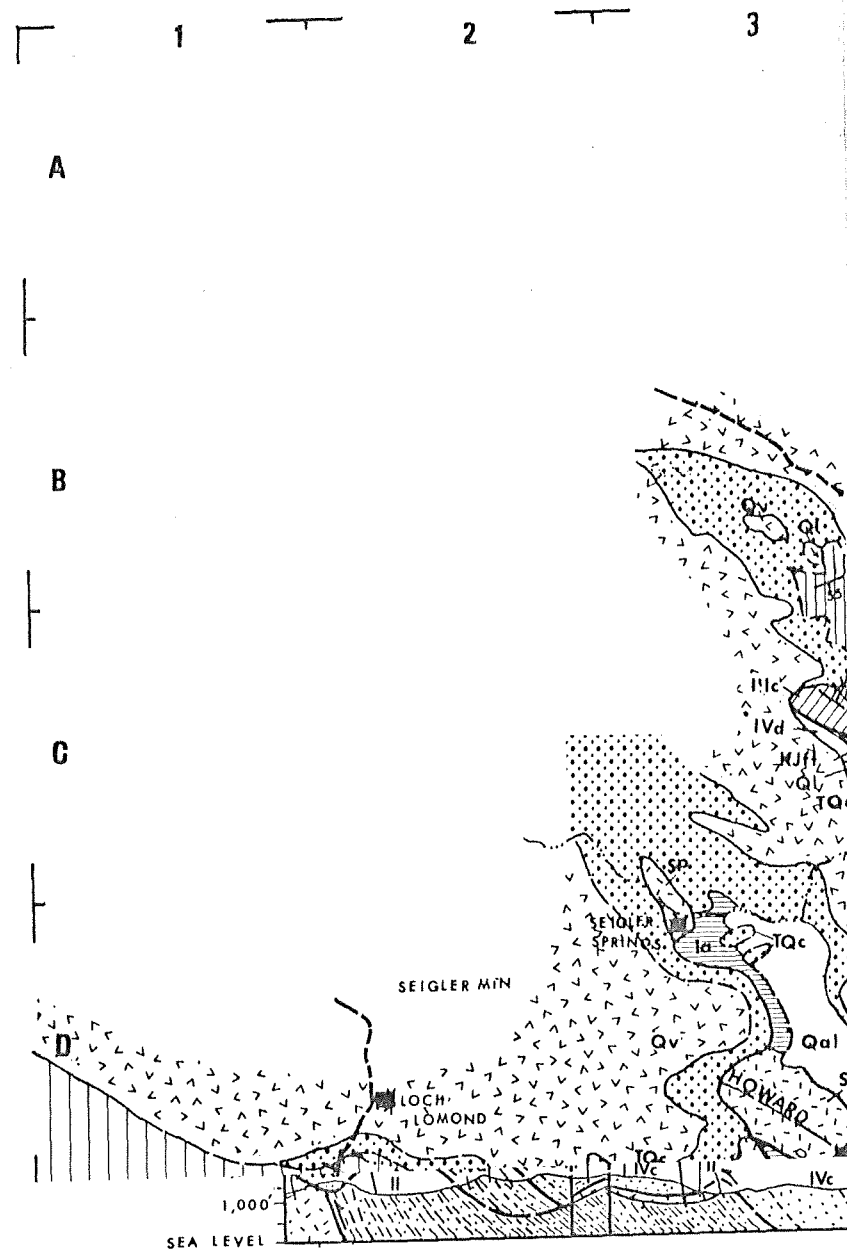 1 2 3
A
B
Qv
Ql
IIIc
IVd
KJfl
Ql
C
sp
SEIGLER
SPRINGS
Ia
TQc
SEIGLER MTN
Qv
Qal
D
HOWARD
LOCH
LOMOND
TQc
II
IVc
II
IVc
1,000'
SEA LEVEL